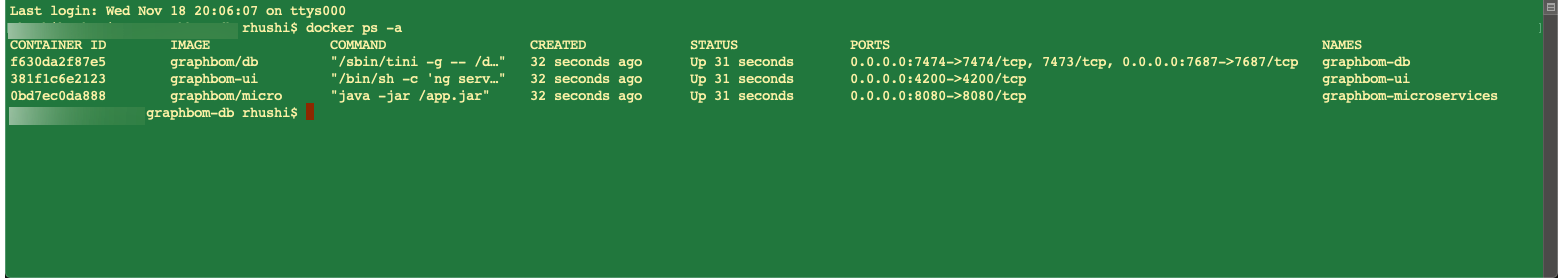 Last login: Wed Nov 18 20:06:07 on ttys000
rhushi$ docker ps -a
CONTAINER ID IMAGE COMMAND CREATED STATUS PORTS NAMES
f630da2f87e5 graphbom/db "/sbin/tini -g -- /d…" 32 seconds ago Up 31 seconds 0.0.0.0:7474->7474/tcp, 7473/tcp, 0.0.0.0:7687->7687/tcp graphbom-db
381f1c6e2123 graphbom-ui "/bin/sh -c 'ng serv…" 32 seconds ago Up 31 seconds 0.0.0.0:4200->4200/tcp graphbom-ui
0bd7ec0da888 graphbom/micro "java -jar /app.jar" 32 seconds ago Up 31 seconds 0.0.0.0:8080->8080/tcp graphbom-microservices
graphbom-db rhushi$